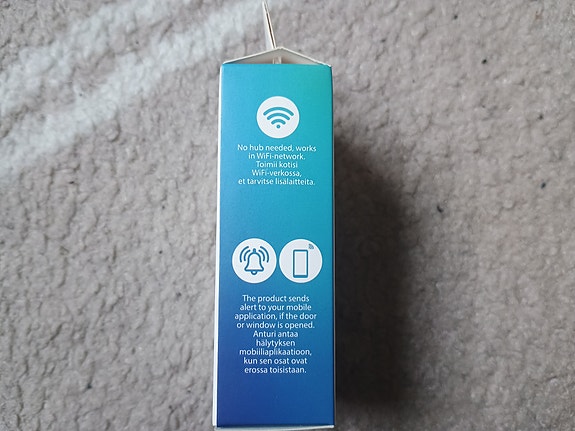 No hub needed, works
in WiFi-network.
Toimii kotisi
WiFi-verkossa,
et tarvitse lisälaitteita.
The product sends
alert to your mobile
application, if the door
or window is opened.
Anturi antaa
hälytyksen
mobiiliaplikaatioon,
kun sen osat ovat
erossa toisistaan.